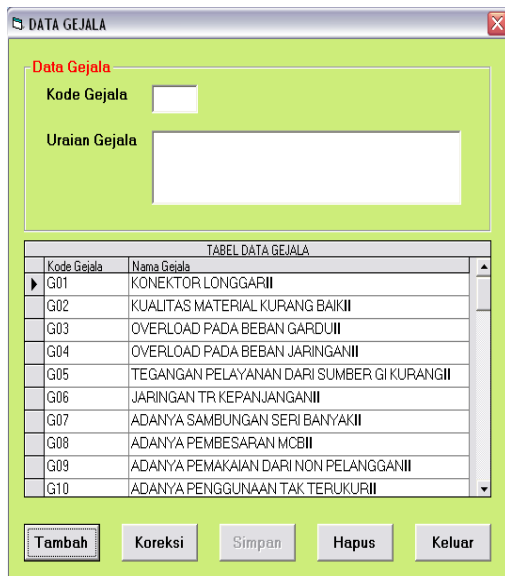 DATA GEJALA
Data Gejala
Kode Gejala
Uraian Gejala
TABEL DATA GEJALA
Kode Gejala Nama Gejala
G01 KONEKTOR LONGGARII
G02 KUALITAS MATERIAL KURANG BAIKII
G03 OVERLOAD PADA BEBAN GARDUII
G04 OVERLOAD PADA BEBAN JARINGANII
G05 TEGANGAN PELAYANAN DARI SUMBER GI KURANGII
G06 JARINGAN TR KEPANJANGANII
G07 ADANYA SAMBUNGAN SERI BANYAKII
G08 ADANYA PEMBESARAN MCBII
G09 ADANYA PEMAKAIAN DARI NON PELANGGANII
G10 ADANYA PENGGUNAAN TAK TERUKURII
Tambah Koreksi Simpan Hapus Keluar